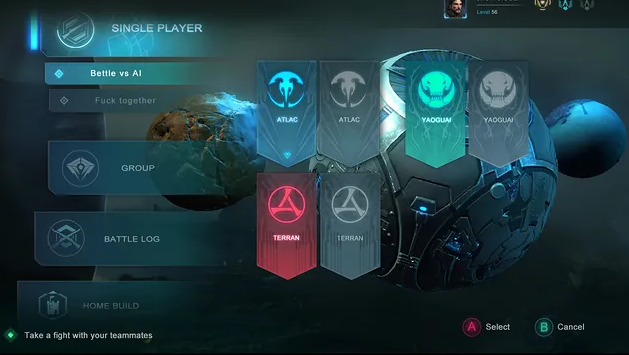 Level 56
SINGLE PLAYER
Bettle vs AI
Fuck together
GROUP
BATTLE LOG
HOME BUILD
ATLAC
ATLAC
YAOGUAI
YAOGUAI
TERRAN
TERRAN
Take a fight with your teammates
A Select
B Cancel